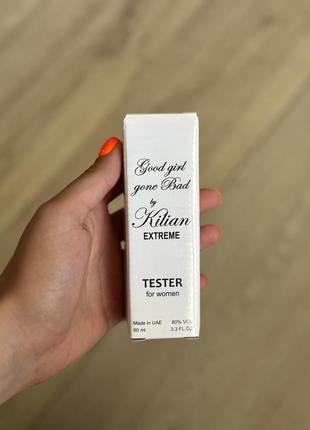 Good girl
gone Bad
by
Kilian
EXTREME
TESTER
for women
Made in UAE 80% VOL
60 ml 3.3 FL OZ